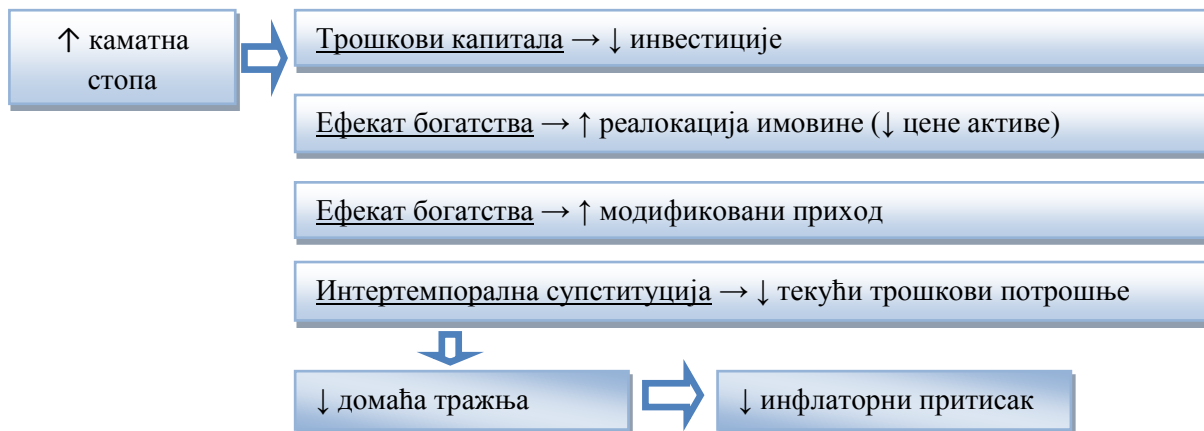 ↑ каматна
стопа
Трошкови капитала → ↓ инвестиције
Ефекат богатства → ↑ реалокација имовине (↓ цене активе)
Ефекат богатства → ↑ модификовани приход
Интертемпорална супституција → ↓ текући трошкови потрошње
↓ домаћа тражња
↓ инфлаторни притисак